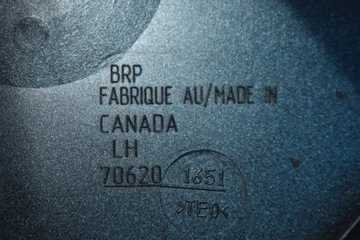 BRP
FABRIQUE AU/MADE IN
CANADA
LH
70620 1651
>TEO<